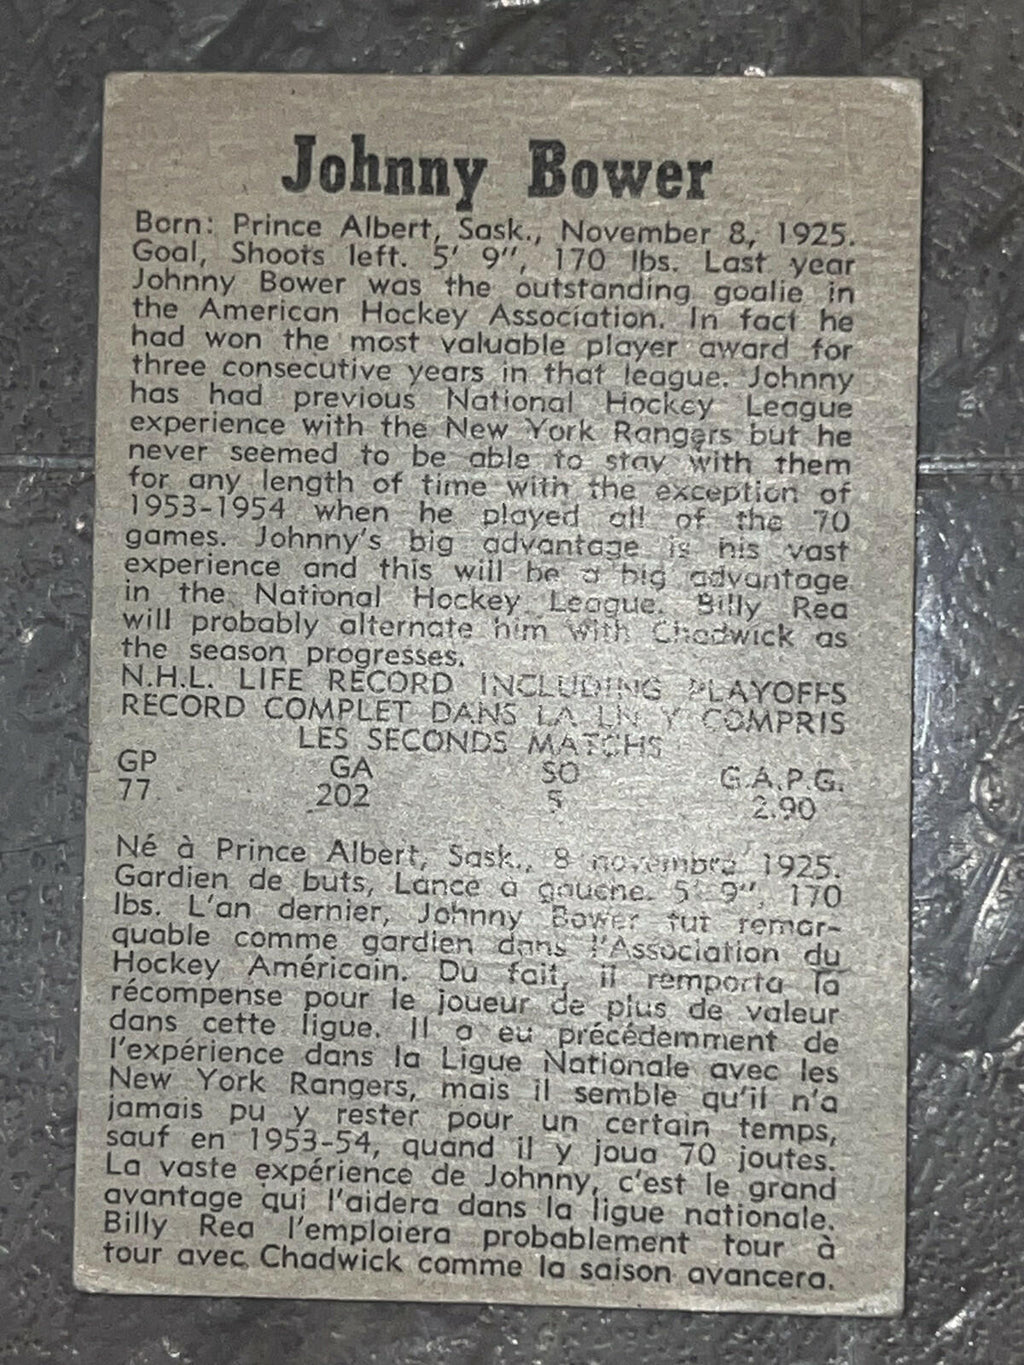 Johnny Bower
Born: Prince Albert, Sask., November 8, 1925.
Goal, Shoots left. 5' 9", 170 lbs. Last year
Johnny Bower was the outstanding goalie in
the American Hockey Association. In fact he
had won the most valuable player award for
three consecutive years in that league. Johnny
has had previous National Hockey League
experience with the New York Rangers but he
never seemed to be able to stay with them
for any length of time with the exception of
1953-1954 when he played all of the 70
games. Johnny's big advantage is his vast
experience and this will be a big advantage
in the National Hockey League. Billy Rea
will probably alternate him with Chadwick as
the season progresses.
N.H.L. LIFE RECORD INCLUDING PLAYOFFS
RECORD COMPLET DANS LA LN Y COMPRIS
LES SECONDS MATCHS
GP GA SO G.A.P.G.
77 202 5 2.90
Né à Prince Albert, Sask., 8 novembre 1925.
Gardien de buts, Lance à gauche. 5' 9", 170
lbs. L'an dernier, Johnny Bower fut remar-
quable comme gardien dans l'Association du
Hockey Américain. Du fait, il remporta la
récompense pour le joueur de plus de valeur
dans cette ligue. Il a eu précédemment de
l'expérience dans la Ligue Nationale avec les
New York Rangers, mais il semble qu'il n'a
jamais pu y rester pour un certain temps,
sauf en 1953-54, quand il y joua 70 joutes.
La vaste expérience de Johnny, c'est le grand
avantage qui l'aidera dans la ligue nationale.
Billy Rea l'emploiera probablement tour à
tour avec Chadwick comme la saison avancera.